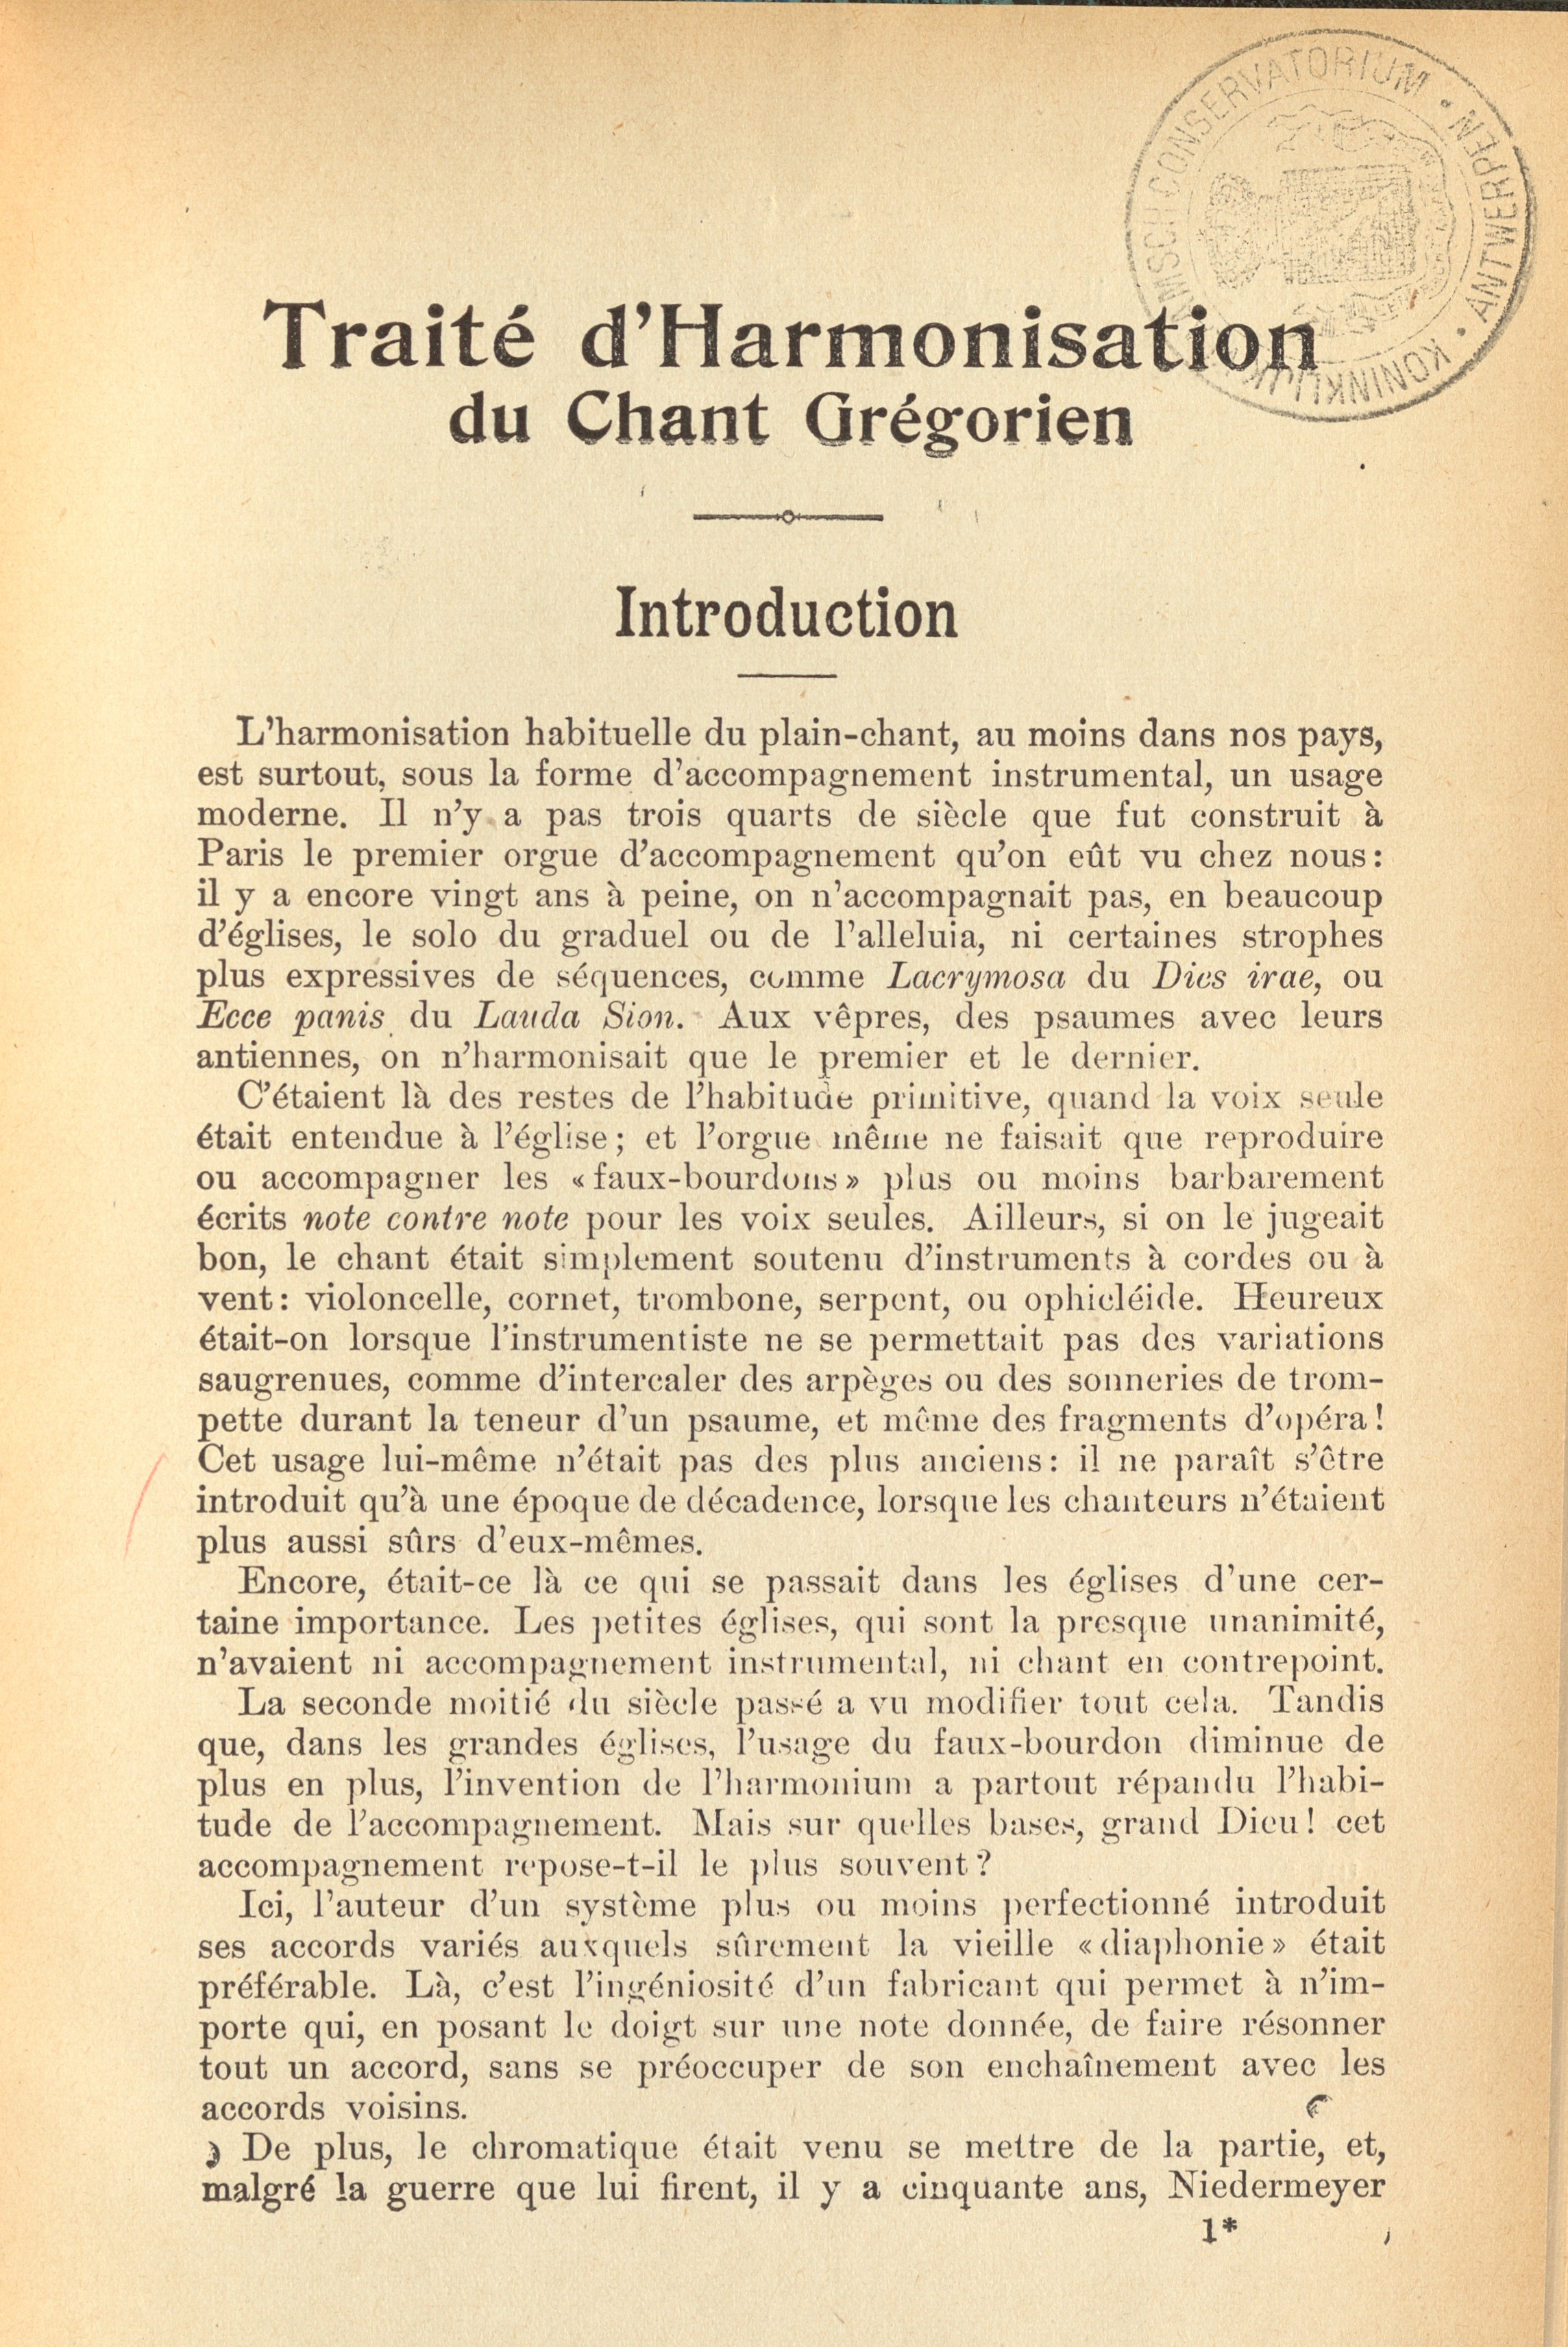 CONSERVATORIUM • ANTWERPEN • KONINKLIJK
Traité d'Harmonisation
du Chant Grégorien
Introduction
L'harmonisation habituelle du plain-chant, au moins dans nos pays,
est surtout, sous la forme d'accompagnement instrumental, un usage
moderne. Il n'y a pas trois quarts de siècle que fut construit à
Paris le premier orgue d'accompagnement qu'on eût vu chez nous:
il y a encore vingt ans à peine, on n'accompagnait pas, en beaucoup
d'églises, le solo du graduel ou de l'alleluia, ni certaines strophes
plus expressives de séquences, comme Lacrymosa du Dies irae, ou
Ecce panis du Lauda Sion. Aux vêpres, des psaumes avec leurs
antiennes, on n'harmonisait que le premier et le dernier.
C'étaient là des restes de l'habitude primitive, quand la voix seule
était entendue à l'église; et l'orgue même ne faisait que reproduire
ou accompagner les « faux-bourdons » plus ou moins barbarement
écrits note contre note pour les voix seules. Ailleurs, si on le jugeait
bon, le chant était simplement soutenu d'instruments à cordes ou à
vent: violoncelle, cornet, trombone, serpent, ou ophicléide. Heureux
était-on lorsque l'instrumentiste ne se permettait pas des variations
saugrenues, comme d'intercaler des arpèges ou des sonneries de trom-
pette durant la teneur d'un psaume, et même des fragments d'opéra!
Cet usage lui-même n'était pas des plus anciens: il ne paraît s'être
introduit qu'à une époque de décadence, lorsque les chanteurs n'étaient
plus aussi sûrs d'eux-mêmes.
Encore, était-ce là ce qui se passait dans les églises d'une cer-
taine importance. Les petites églises, qui sont la presque unanimité,
n'avaient ni accompagnement instrumental, ni chant en contrepoint.
La seconde moitié du siècle passé a vu modifier tout cela. Tandis
que, dans les grandes églises, l'usage du faux-bourdon diminue de
plus en plus, l'invention de l'harmonium a partout répandu l'habi-
tude de l'accompagnement. Mais sur quelles bases, grand Dieu! cet
accompagnement repose-t-il le plus souvent?
Ici, l'auteur d'un système plus ou moins perfectionné introduit
ses accords variés auxquels sûrement la vieille « diaphonie » était
préférable. Là, c'est l'ingéniosité d'un fabricant qui permet à n'im-
porte qui, en posant le doigt sur une note donnée, de faire résonner
tout un accord, sans se préoccuper de son enchaînement avec les
accords voisins.
De plus, le chromatique était venu se mettre de la partie, et,
malgré la guerre que lui firent, il y a cinquante ans, Niedermeyer
1*